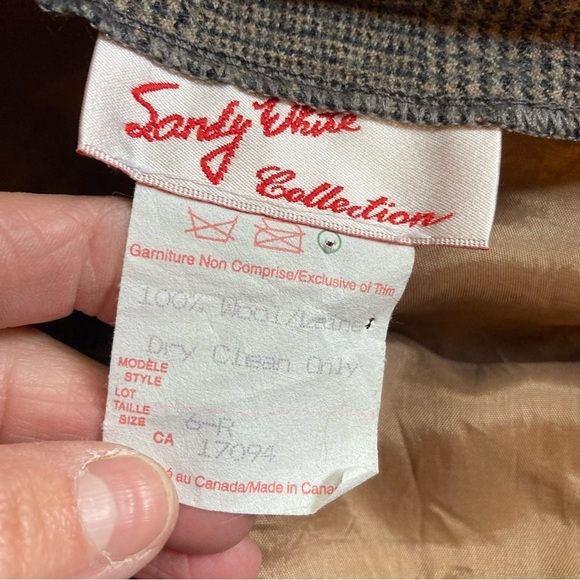 Sandy White
Collection
Garniture Non Comprise/Exclusive of Trim
100% Wool/Laine
Dry Clean Only
MODÈLE
STYLE
LOT
TAILLE 6-R
SIZE
CA 17094
é au Canada/Made in Cana